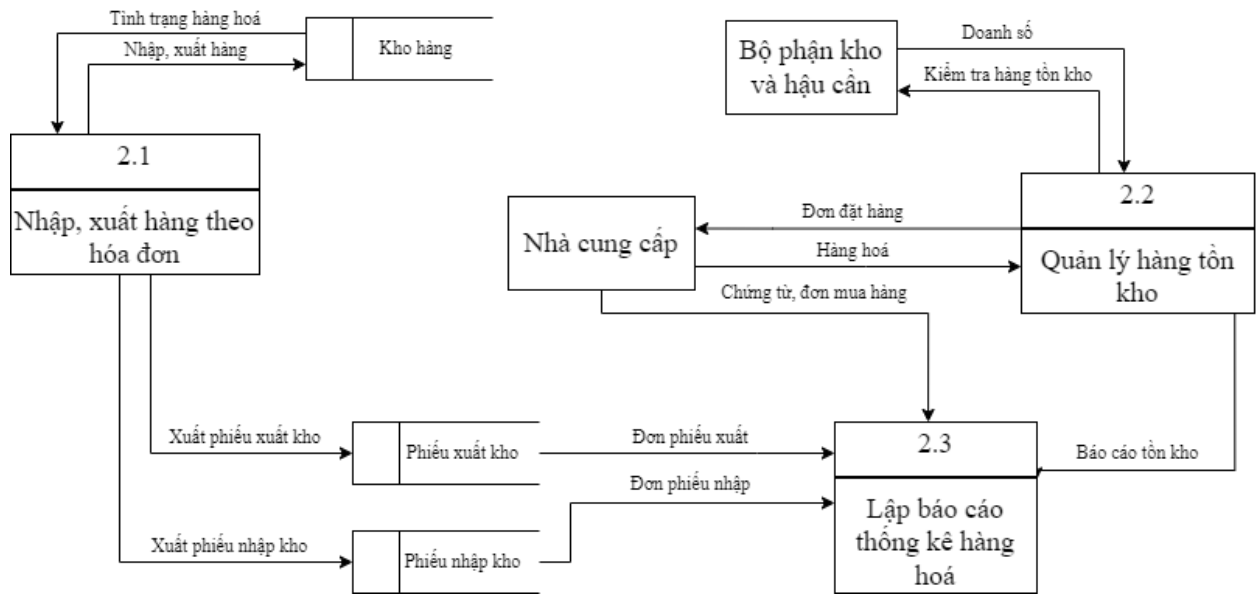 Tình trạng hàng hoá
Nhập, xuất hàng
Kho hàng
Bộ phận kho
và hậu cần
Doanh số
Kiểm tra hàng tồn kho
2.1
Nhập, xuất hàng theo
hóa đơn
2.2
Quản lý hàng tồn
kho
Nhà cung cấp
Đơn đặt hàng
Hàng hoá
Chứng từ, đơn mua hàng
Xuất phiếu xuất kho
Phiếu xuất kho
Đơn phiếu xuất
2.3
Lập báo cáo
thống kê hàng
hoá
Báo cáo tồn kho
Đơn phiếu nhập
Xuất phiếu nhập kho
Phiếu nhập kho